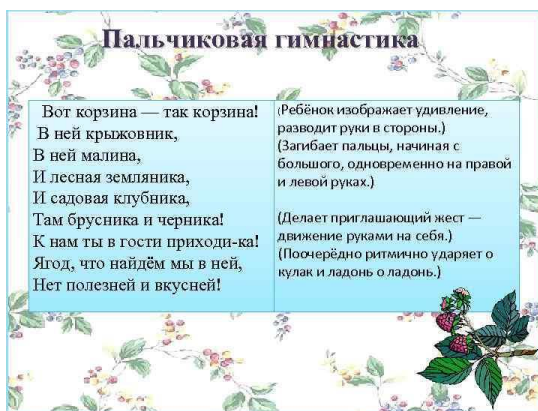 Пальчиковая гимнастика
Вот корзина — так корзина!
В ней крыжовник,
В ней малина,
И лесная земляника,
И садовая клубника,
Там брусника и черника!
К нам ты в гости приходи-ка!
Ягод, что найдём мы в ней,
Нет полезней и вкусней!
(Ребёнок изображает удивление,
разводит руки в стороны.)
(Загибает пальцы, начиная с
большого, одновременно на правой
и левой руках.)
(Делает приглашающий жест —
движение руками на себя.)
(Поочерёдно ритмично ударяет о
кулак и ладонь о ладонь.)